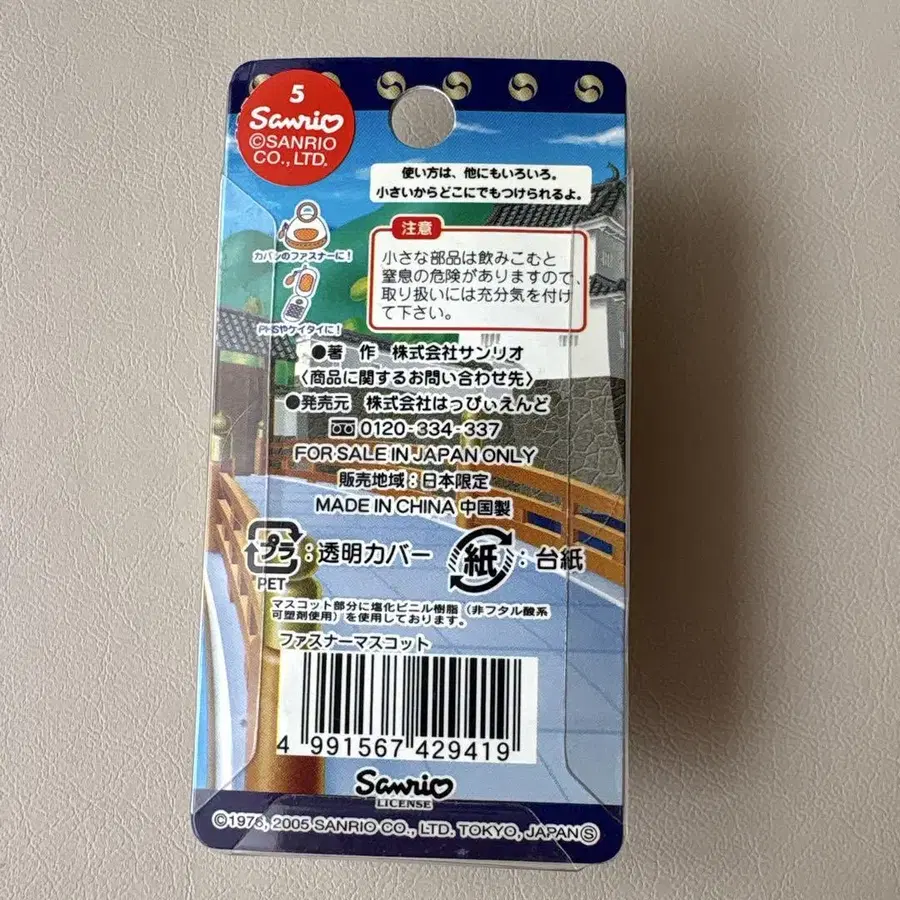 5
Sanrio
©SANRIO
CO., LTD.
使い方は、他にもいろいろ。
小さいからどこにでもつけられるよ。
カバンのファスナーに!
PHSやケイタイに!
注意
小さな部品は飲みこむと
窒息の危険がありますので、
取り扱いには充分気を付け
て下さい。
●著 作 株式会社サンリオ
〈商品に関するお問い合わせ先〉
●発売元 株式会社はっぴぃえんど
0120-334-337
FOR SALE IN JAPAN ONLY
販売地域:日本限定
MADE IN CHINA 中国製
プラ:透明カバー 紙:台紙
PET
マスコット部分に塩化ビニル樹脂(非フタル酸系
可塑剤使用)を使用しております。
ファスナーマスコット
4 991567 429419
Sanrio
LICENSE
©1976, 2005 SANRIO CO., LTD. TOKYO, JAPAN Ⓢ